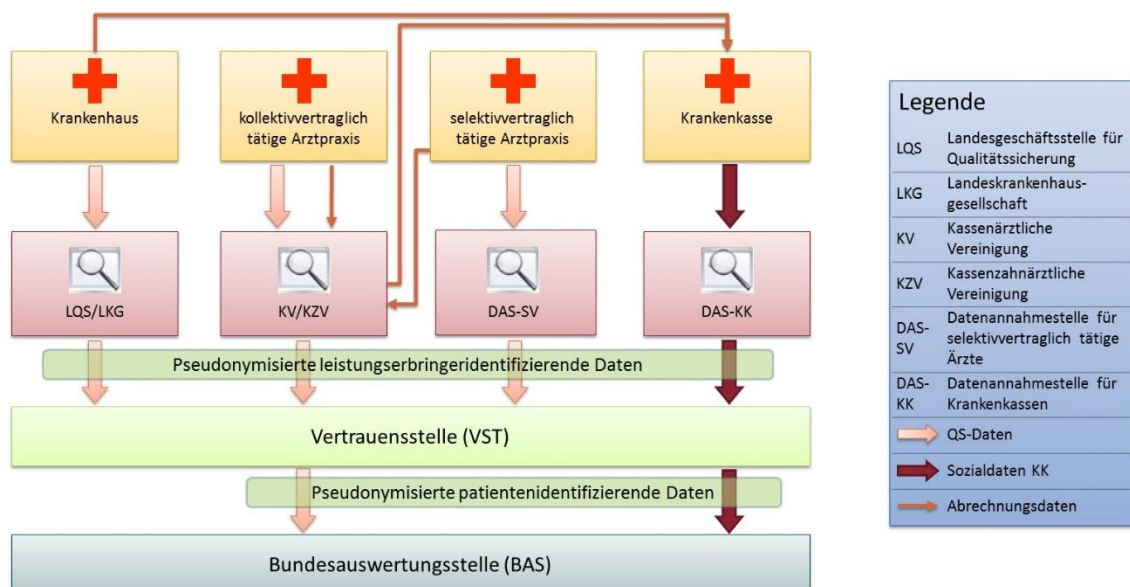 Krankenhaus
kollektivvertraglich
tätige Arztpraxis
selektivvertraglich
tätige Arztpraxis
Krankenkasse
LQS/LKG
KV/KZV
DAS-SV
DAS-KK
Pseudonymisierte leistungserbringeridentifizierende Daten
Vertrauensstelle (VST)
Pseudonymisierte patientenidentifizierende Daten
Bundesauswertungsstelle (BAS)
Legende
LQS Landesgeschäftsstelle für
Qualitätssicherung
LKG Landeskrankenhaus-
gesellschaft
KV Kassenärztliche
Vereinigung
KZV Kassenzahnärztliche
Vereinigung
DAS-
SV
Datenannahmestelle für
selektivvertraglich tätige
Ärzte
DAS-
KK
Datenannahmestelle für
Krankenkassen
QS-Daten
Sozialdaten KK
Abrechnungsdaten